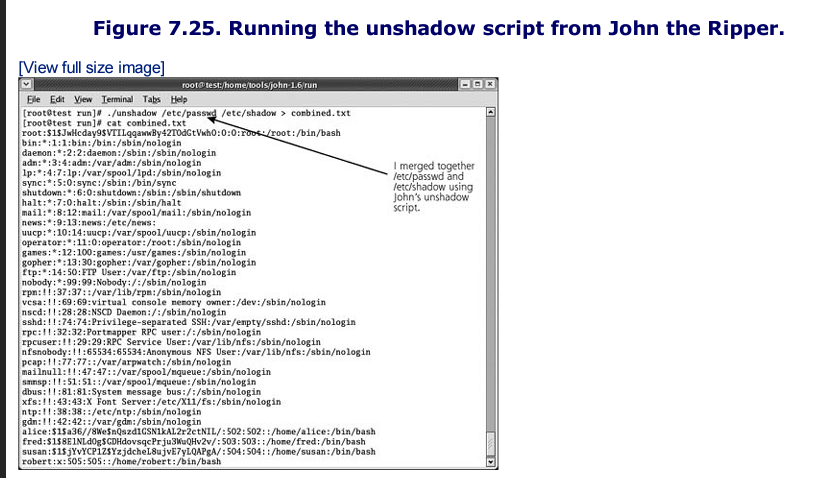 Figure 7.25. Running the unshadow script from John the Ripper.
[View full size image]
root@test:/home/tools/john-1.6/run
File Edit View Terminal Tabs Help
[root@test run]# ./unshadow /etc/passwd /etc/shadow > combined.txt
[root@test run]# cat combined.txt
root:$1$JwHcday9$VTILqqawwBy42TOdGtVwh0:0:0:root:/root:/bin/bash
bin:*:1:1:bin:/bin:/sbin/nologin
daemon:*:2:2:daemon:/sbin:/sbin/nologin
adm:*:3:4:adm:/var/adm:/sbin/nologin
lp:*:4:7:lp:/var/spool/lpd:/sbin/nologin
sync:*:5:0:sync:/sbin:/bin/sync
shutdown:*:6:0:shutdown:/sbin:/sbin/shutdown
halt:*:7:0:halt:/sbin:/sbin/halt
mail:*:8:12:mail:/var/spool/mail:/sbin/nologin
news:*:9:13:news:/etc/news:
uucp:*:10:14:uucp:/var/spool/uucp:/sbin/nologin
operator:*:11:0:operator:/root:/sbin/nologin
games:*:12:100:games:/usr/games:/sbin/nologin
gopher:*:13:30:gopher:/var/gopher:/sbin/nologin
ftp:*:14:50:FTP User:/var/ftp:/sbin/nologin
nobody:*:99:99:Nobody:/:/sbin/nologin
rpm:!!:37:37::/var/lib/rpm:/sbin/nologin
vcsa:!!:69:69:virtual console memory owner:/dev:/sbin/nologin
nscd:!!:28:28:NSCD Daemon:/:/sbin/nologin
sshd:!!:74:74:Privilege-separated SSH:/var/empty/sshd:/sbin/nologin
rpc:!!:32:32:Portmapper RPC user:/:/sbin/nologin
rpcuser:!!:29:29:RPC Service User:/var/lib/nfs:/sbin/nologin
nfsnobody:!!:65534:65534:Anonymous NFS User:/var/lib/nfs:/sbin/nologin
pcap:!!:77:77::/var/arpwatch:/sbin/nologin
mailnull:!!:47:47::/var/spool/mqueue:/sbin/nologin
smmsp:!!:51:51::/var/spool/mqueue:/sbin/nologin
dbus:!!:81:81:System message bus:/:/sbin/nologin
xfs:!!:43:43:X Font Server:/etc/X11/fs:/sbin/nologin
ntp:!!:38:38::/etc/ntp:/sbin/nologin
gdm:!!:42:42::/var/gdm:/sbin/nologin
alice:$1$a36//8We$nQszd1GSN1kAL2r2ctNIL/:502:502::/home/alice:/bin/bash
fred:$1$8ElNLdOg$GDHdovsqcPrju3WuQHv2v/:503:503::/home/fred:/bin/bash
susan:$1$jYvYCP1Z$YzjdcheL8ujvE7yLQAPgA/:504:504::/home/susan:/bin/bash
robert:x:505:505::/home/robert:/bin/bash
I merged together
/etc/passwd and
/etc/shadow using
John's unshadow
script.